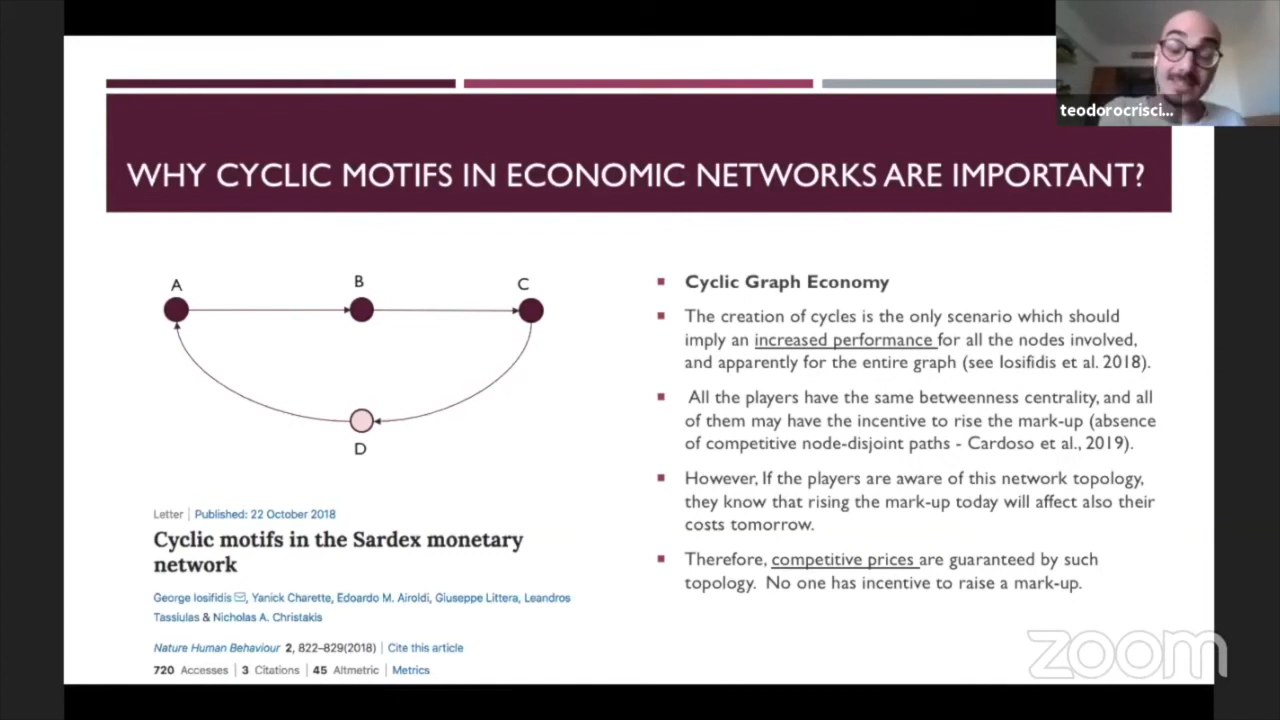 teodorocrisci...
WHY CYCLIC MOTIFS IN ECONOMIC NETWORKS ARE IMPORTANT?
A
B
C
D
Letter | Published: 22 October 2018
Cyclic motifs in the Sardex monetary
network
George Iosifidis, Yanick Charette, Edoardo M. Airoldi, Giuseppe Littera, Leandros
Tassiulas & Nicholas A. Christakis
Nature Human Behaviour 2, 822–829(2018) | Cite this article
720 Accesses | 3 Citations | 45 Altmetric | Metrics
Cyclic Graph Economy
The creation of cycles is the only scenario which should
imply an increased performance for all the nodes involved,
and apparently for the entire graph (see Iosifidis et al. 2018).
All the players have the same betweenness centrality, and all
of them may have the incentive to rise the mark-up (absence
of competitive node-disjoint paths - Cardoso et al., 2019).
However, If the players are aware of this network topology,
they know that rising the mark-up today will affect also their
costs tomorrow.
Therefore, competitive prices are guaranteed by such
topology. No one has incentive to raise a mark-up.
zoom